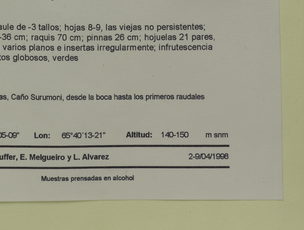 aule de -3 tallos; hojas 8-9, las viejas no persistentes;
-36 cm; raquis 70 cm; pinnas 26 cm; hojuelas 21 pares,
varios planos e insertas irregularmente; infrutescencia
tos globosos, verdes
as, Caño Surumoni, desde la boca hasta los primeros raudales
05-09" Lon: 65°40'13-21" Altitud: 140-150 m snm
uffer, E. Melgueiro y L. Alvarez 2-9/04/1998
Muestras prensadas en alcohol